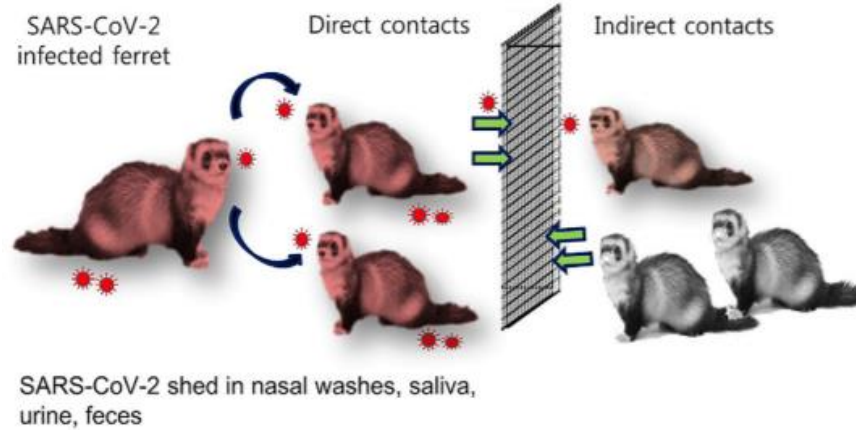 SARS-CoV-2
infected ferret
Direct contacts
Indirect contacts
SARS-CoV-2 shed in nasal washes, saliva,
urine, feces